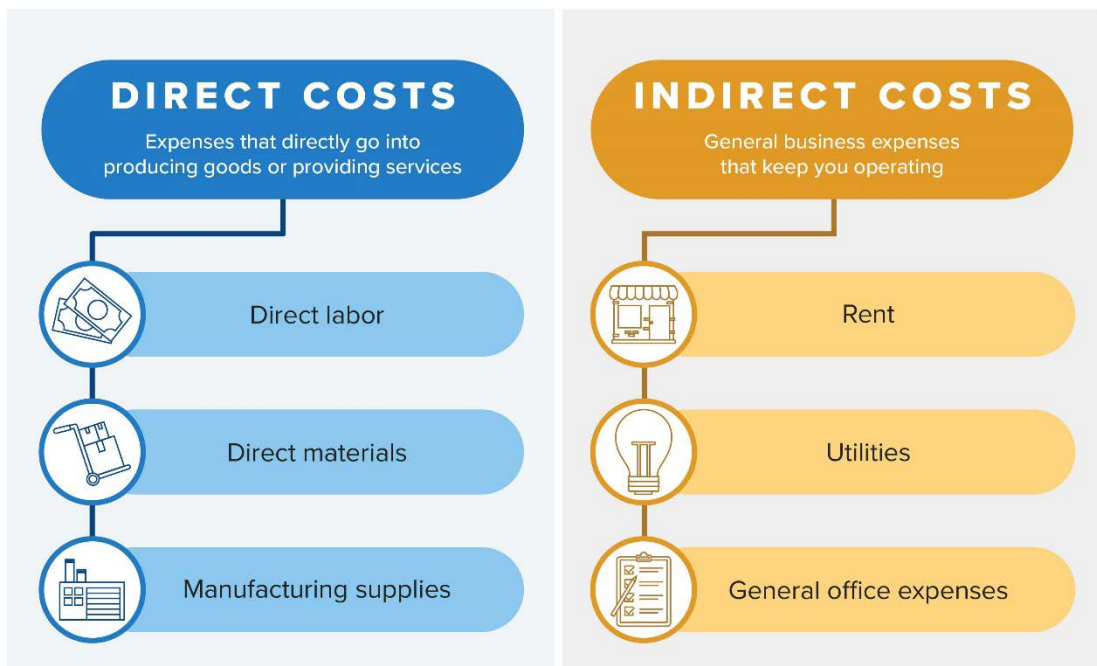 DIRECT COSTS
Expenses that directly go into
producing goods or providing services
Direct labor
Direct materials
Manufacturing supplies
INDIRECT COSTS
General business expenses
that keep you operating
Rent
Utilities
General office expenses